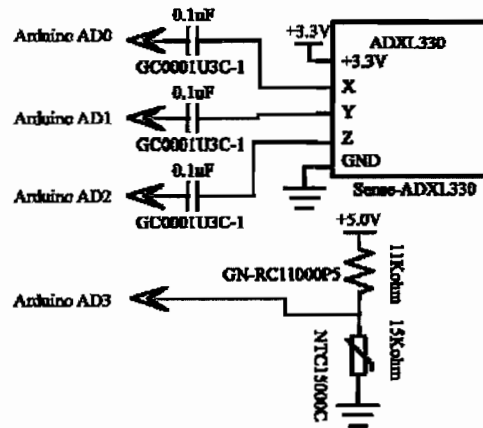 Arduino AD0
0.1uF
GC0001U3C-1
+3.3V
ADXL330
+3.3V
X
Arduino AD1
0.1uF
GC0001U3C-1
Y
Z
Arduino AD2
0.1uF
GC0001U3C-1
GND
Sense-ADXL330
+5.0V
GN-RC11000P5
11Kohm
Arduino AD3
NTC15000C
15Kohm